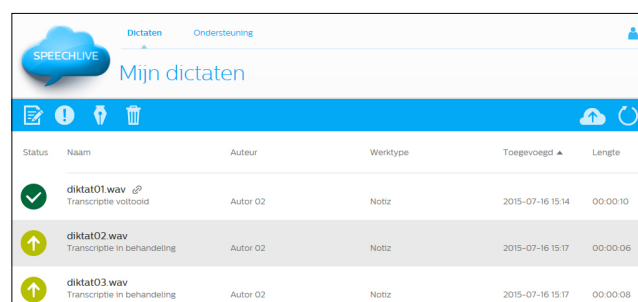 Dictaten Ondersteuning
SPEECHLIVE
Mijn dictaten
Status Naam Auteur Werktype Toegevoegd Lengte
diktat01.wav
Transcriptie voltooid Autor 02 Notiz 2015-07-16 15:14 00:00:10
diktat02.wav
Transcriptie in behandeling Autor 02 Notiz 2015-07-16 15:17 00:00:06
diktat03.wav
Transcriptie in behandeling Autor 02 Notiz 2015-07-16 15:17 00:00:08